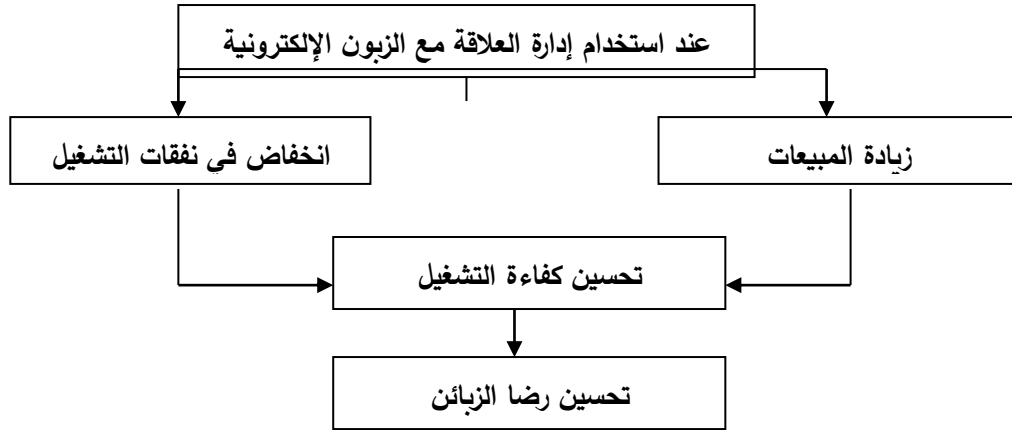 عند استخدام إدارة العلاقة مع الزبون الإلكترونية
زيادة المبيعات
انخفاض في نفقات التشغيل
تحسين كفاءة التشغيل
تحسين رضا الزبائن